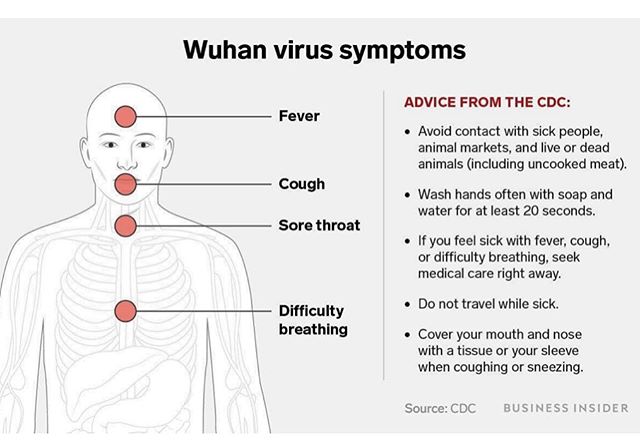 Wuhan virus symptoms
Fever
Cough
Sore throat
Difficulty
breathing
ADVICE FROM THE CDC:
• Avoid contact with sick people,
animal markets, and live or dead
animals (including uncooked meat).
• Wash hands often with soap and
water for at least 20 seconds.
• If you feel sick with fever, cough,
or difficulty breathing, seek
medical care right away.
• Do not travel while sick.
• Cover your mouth and nose
with a tissue or your sleeve
when coughing or sneezing.
Source: CDC BUSINESS INSIDER